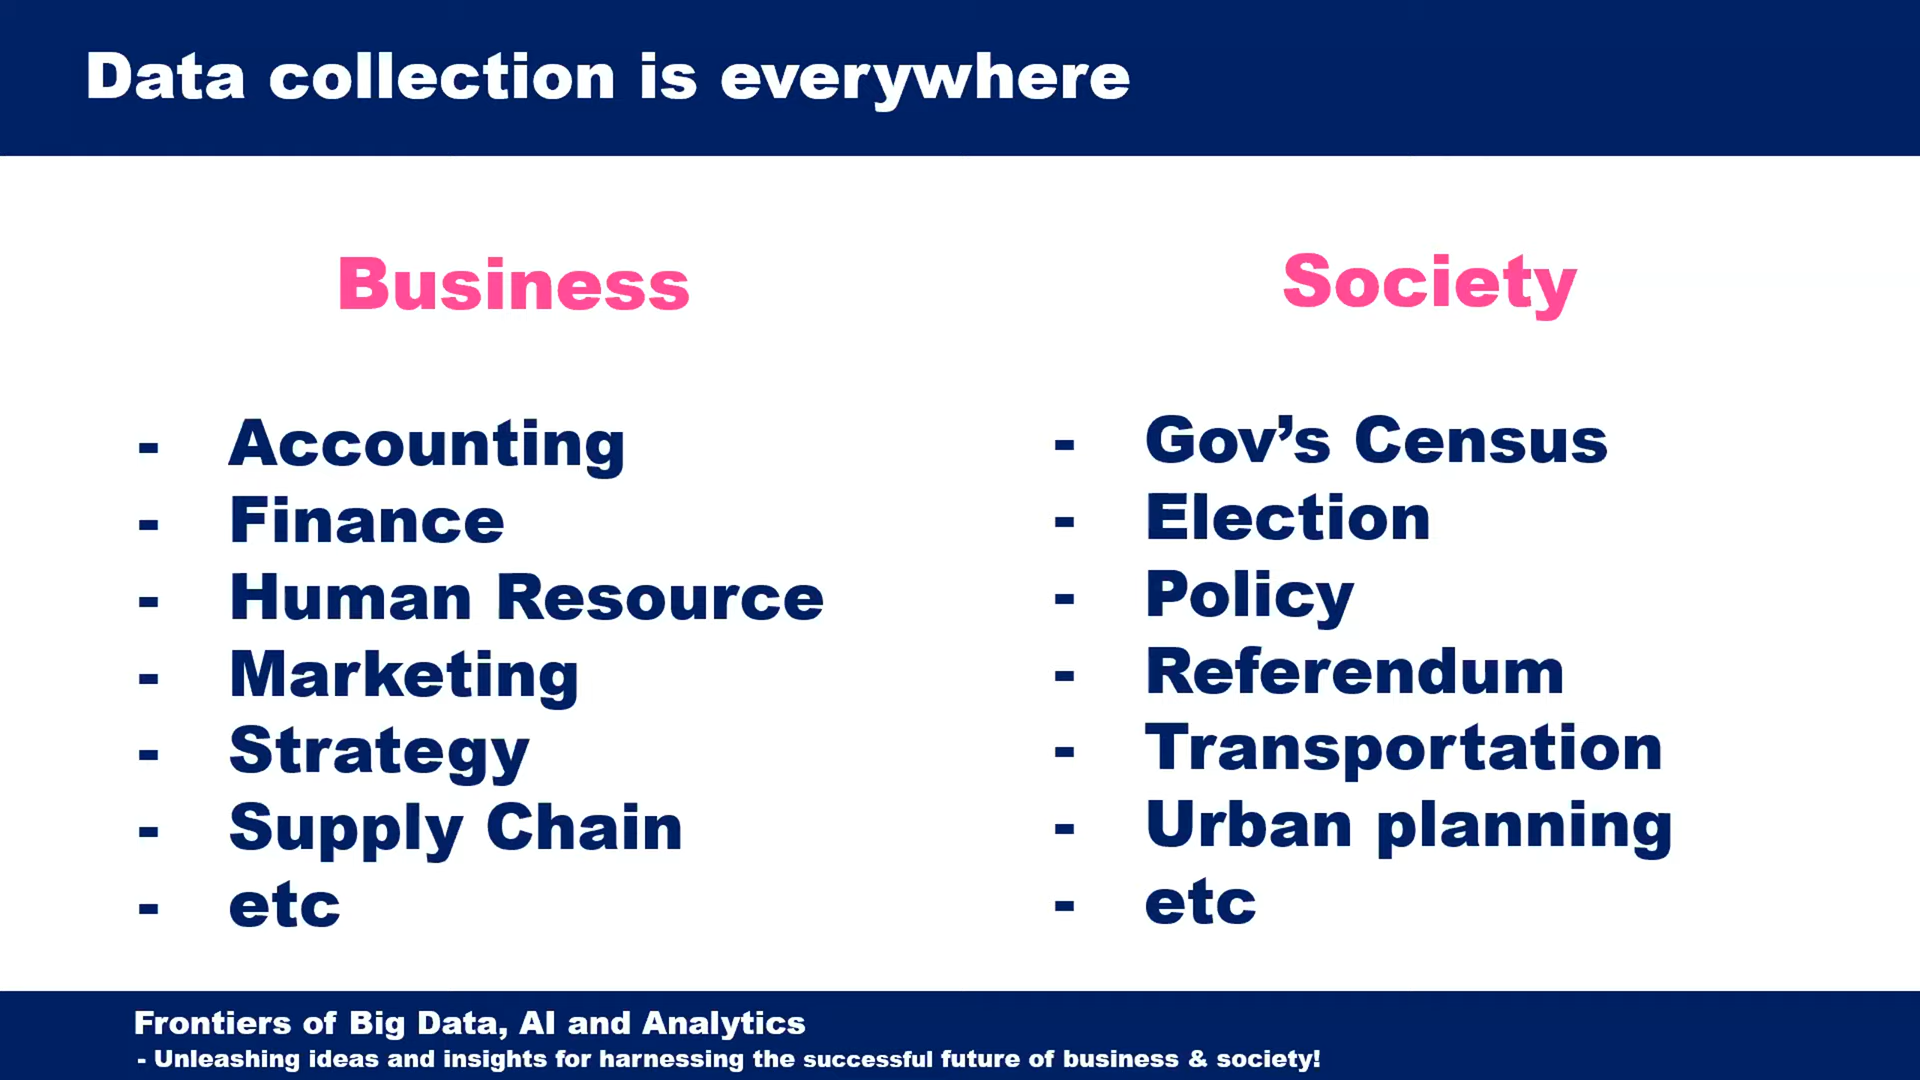 Data collection is everywhere
Business
- Accounting
- Finance
- Human Resource
- Marketing
- Strategy
- Supply Chain
- etc
Society
- Gov’s Census
- Election
- Policy
- Referendum
- Transportation
- Urban planning
- etc
Frontiers of Big Data, AI and Analytics
- Unleashing ideas and insights for harnessing the successful future of business & society!